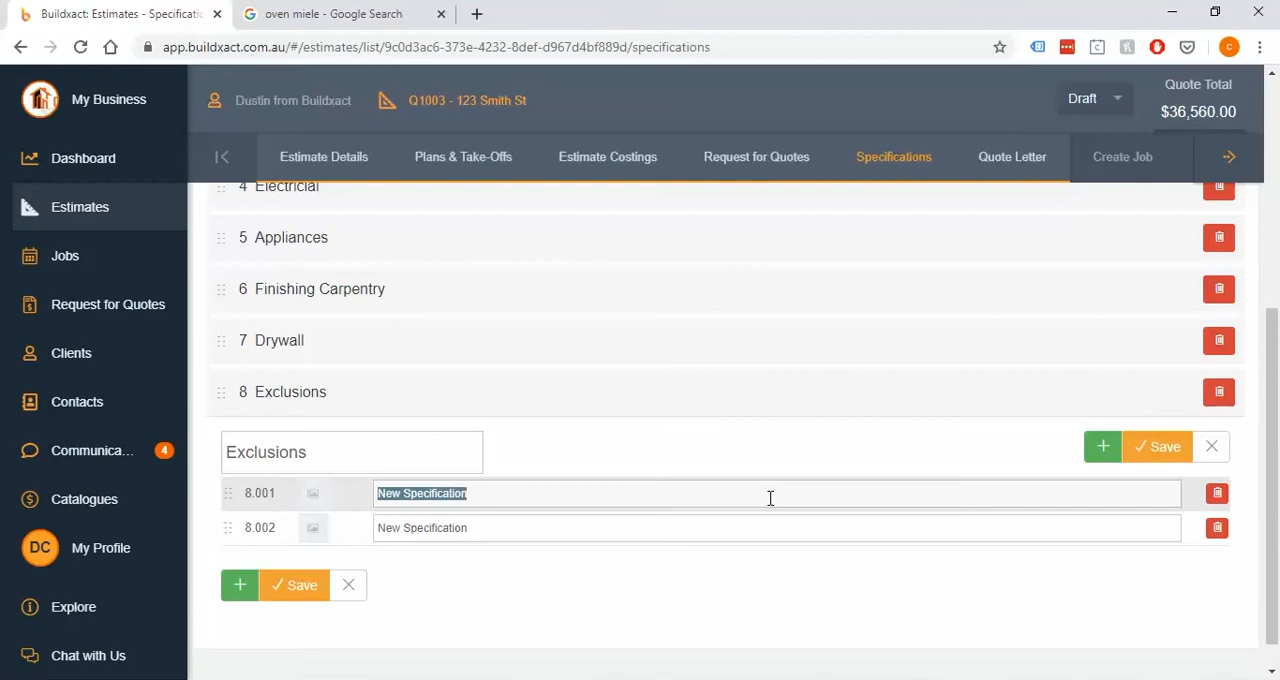 Buildxact: Estimates - Specificatio
oven miele - Google Search
app.buildxact.com.au/#/estimates/list/9c0d3ac6-373e-4232-8def-d967d4bf889d/specifications
C
My Business
Dustin from Buildxact
Q1003 - 123 Smith St
Draft
Quote Total
$36,560.00
Dashboard
Estimates
Jobs
Request for Quotes
Clients
Contacts
Communica...
4
Catalogues
DC
My Profile
Explore
Chat with Us
Estimate Details
Plans & Take-Offs
Estimate Costings
Request for Quotes
Specifications
Quote Letter
Create Job
4 Electricial
5 Appliances
6 Finishing Carpentry
7 Drywall
8 Exclusions
Exclusions
+ Save
8.001 New Specification
8.002 New Specification
+ Save